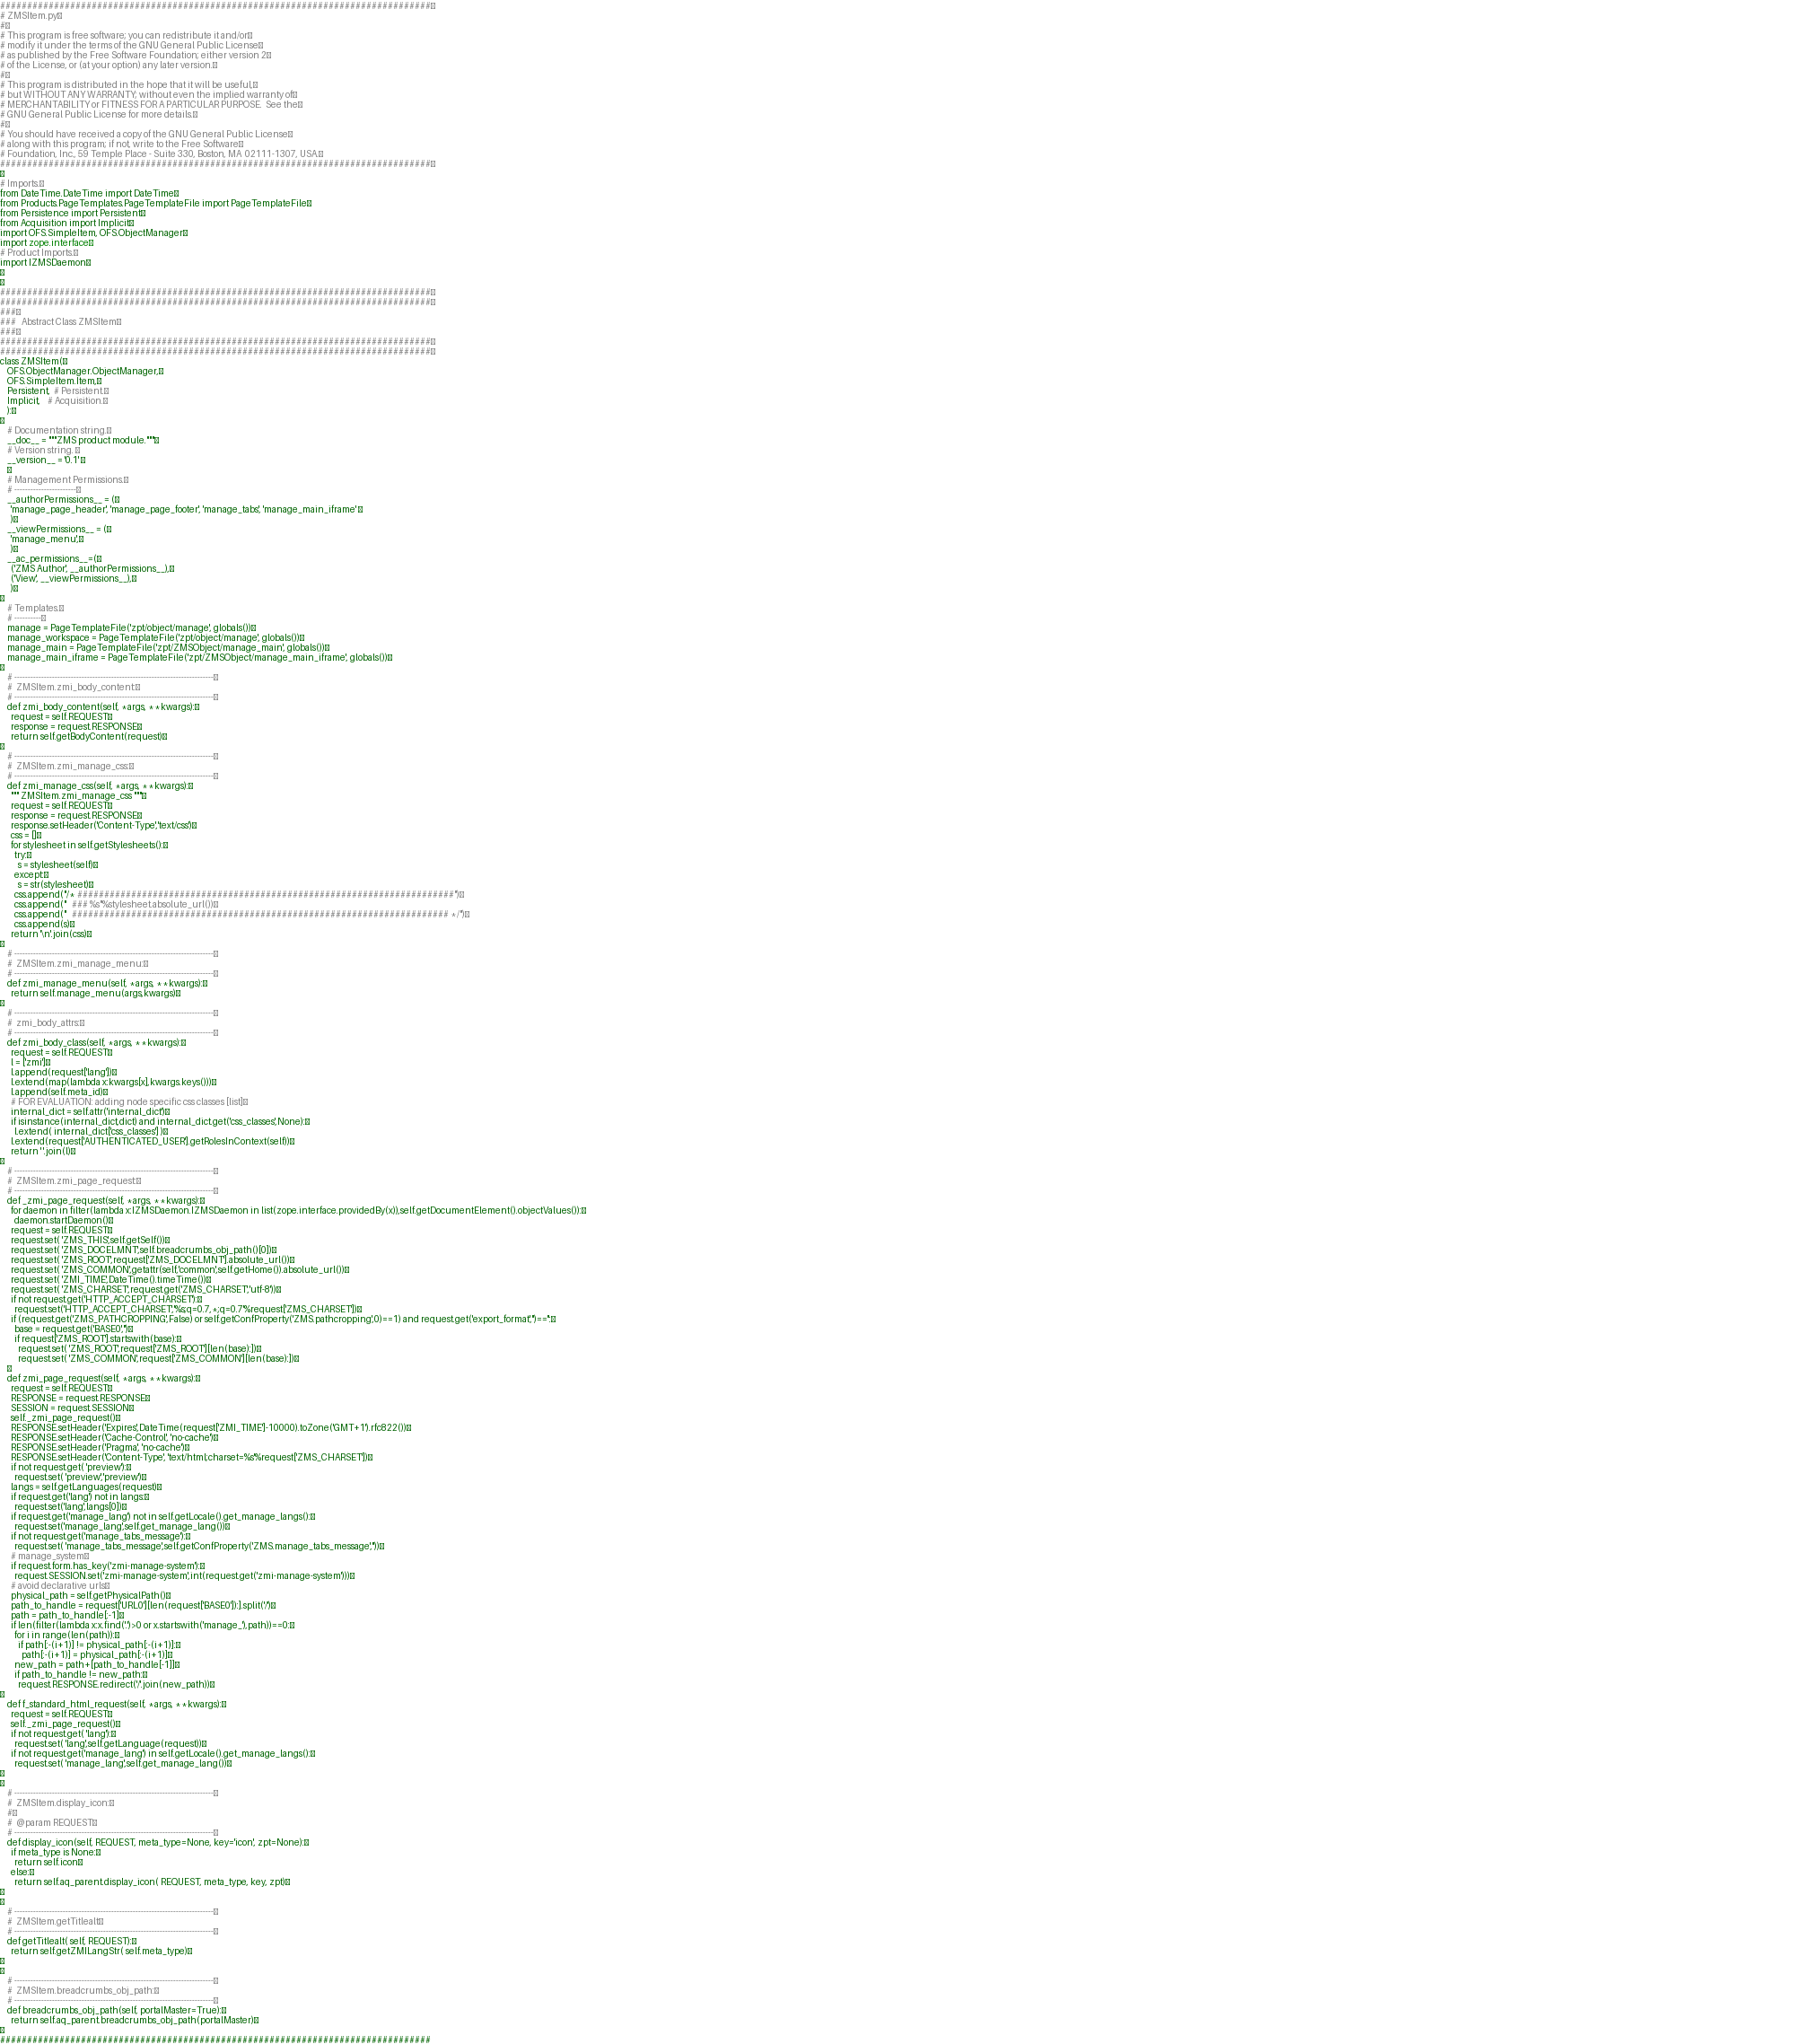 ################################################################################
# ZMSItem.py
#
# This program is free software; you can redistribute it and/or
# modify it under the terms of the GNU General Public License
# as published by the Free Software Foundation; either version 2
# of the License, or (at your option) any later version.
#
# This program is distributed in the hope that it will be useful,
# but WITHOUT ANY WARRANTY; without even the implied warranty of
# MERCHANTABILITY or FITNESS FOR A PARTICULAR PURPOSE.  See the
# GNU General Public License for more details.
#
# You should have received a copy of the GNU General Public License
# along with this program; if not, write to the Free Software
# Foundation, Inc., 59 Temple Place - Suite 330, Boston, MA  02111-1307, USA.
################################################################################

# Imports.
from DateTime.DateTime import DateTime
from Products.PageTemplates.PageTemplateFile import PageTemplateFile
from Persistence import Persistent
from Acquisition import Implicit
import OFS.SimpleItem, OFS.ObjectManager
import zope.interface
# Product Imports.
import IZMSDaemon


################################################################################
################################################################################
###
###   Abstract Class ZMSItem
###
################################################################################
################################################################################
class ZMSItem(
    OFS.ObjectManager.ObjectManager,
    OFS.SimpleItem.Item,
    Persistent,  # Persistent.
    Implicit,    # Acquisition.
    ):

    # Documentation string.
    __doc__ = """ZMS product module."""
    # Version string.
    __version__ = '0.1'
    
    # Management Permissions.
    # -----------------------
    __authorPermissions__ = (
      'manage_page_header', 'manage_page_footer', 'manage_tabs', 'manage_main_iframe'
      )
    __viewPermissions__ = (
      'manage_menu',
      )
    __ac_permissions__=(
      ('ZMS Author', __authorPermissions__),
      ('View', __viewPermissions__),
      )

    # Templates.
    # ----------
    manage = PageTemplateFile('zpt/object/manage', globals())
    manage_workspace = PageTemplateFile('zpt/object/manage', globals())
    manage_main = PageTemplateFile('zpt/ZMSObject/manage_main', globals())
    manage_main_iframe = PageTemplateFile('zpt/ZMSObject/manage_main_iframe', globals())

    # --------------------------------------------------------------------------
    #  ZMSItem.zmi_body_content:
    # --------------------------------------------------------------------------
    def zmi_body_content(self, *args, **kwargs):
      request = self.REQUEST
      response = request.RESPONSE
      return self.getBodyContent(request)

    # --------------------------------------------------------------------------
    #  ZMSItem.zmi_manage_css:
    # --------------------------------------------------------------------------
    def zmi_manage_css(self, *args, **kwargs):
      """ ZMSItem.zmi_manage_css """
      request = self.REQUEST
      response = request.RESPONSE
      response.setHeader('Content-Type','text/css')
      css = []
      for stylesheet in self.getStylesheets():
        try:
          s = stylesheet(self)
        except:
          s = str(stylesheet)
        css.append("/* ######################################################################")
        css.append("   ### %s"%stylesheet.absolute_url())
        css.append("   ###################################################################### */")
        css.append(s)
      return '\n'.join(css)

    # --------------------------------------------------------------------------
    #  ZMSItem.zmi_manage_menu:
    # --------------------------------------------------------------------------
    def zmi_manage_menu(self, *args, **kwargs):
      return self.manage_menu(args,kwargs)

    # --------------------------------------------------------------------------
    #  zmi_body_attrs:
    # --------------------------------------------------------------------------
    def zmi_body_class(self, *args, **kwargs):
      request = self.REQUEST
      l = ['zmi']
      l.append(request['lang'])
      l.extend(map(lambda x:kwargs[x],kwargs.keys()))
      l.append(self.meta_id)
      # FOR EVALUATION: adding node specific css classes [list]
      internal_dict = self.attr('internal_dict')
      if isinstance(internal_dict,dict) and internal_dict.get('css_classes',None):
        l.extend( internal_dict['css_classes'] )
      l.extend(request['AUTHENTICATED_USER'].getRolesInContext(self))
      return ' '.join(l)

    # --------------------------------------------------------------------------
    #  ZMSItem.zmi_page_request:
    # --------------------------------------------------------------------------
    def _zmi_page_request(self, *args, **kwargs):
      for daemon in filter(lambda x:IZMSDaemon.IZMSDaemon in list(zope.interface.providedBy(x)),self.getDocumentElement().objectValues()):
        daemon.startDaemon()
      request = self.REQUEST
      request.set( 'ZMS_THIS',self.getSelf())
      request.set( 'ZMS_DOCELMNT',self.breadcrumbs_obj_path()[0])
      request.set( 'ZMS_ROOT',request['ZMS_DOCELMNT'].absolute_url())
      request.set( 'ZMS_COMMON',getattr(self,'common',self.getHome()).absolute_url())
      request.set( 'ZMI_TIME',DateTime().timeTime())
      request.set( 'ZMS_CHARSET',request.get('ZMS_CHARSET','utf-8'))
      if not request.get('HTTP_ACCEPT_CHARSET'):
        request.set('HTTP_ACCEPT_CHARSET','%s;q=0.7,*;q=0.7'%request['ZMS_CHARSET'])
      if (request.get('ZMS_PATHCROPPING',False) or self.getConfProperty('ZMS.pathcropping',0)==1) and request.get('export_format','')=='':
        base = request.get('BASE0','')
        if request['ZMS_ROOT'].startswith(base):
          request.set( 'ZMS_ROOT',request['ZMS_ROOT'][len(base):])
          request.set( 'ZMS_COMMON',request['ZMS_COMMON'][len(base):])
    
    def zmi_page_request(self, *args, **kwargs):
      request = self.REQUEST
      RESPONSE = request.RESPONSE
      SESSION = request.SESSION
      self._zmi_page_request()
      RESPONSE.setHeader('Expires',DateTime(request['ZMI_TIME']-10000).toZone('GMT+1').rfc822())
      RESPONSE.setHeader('Cache-Control', 'no-cache')
      RESPONSE.setHeader('Pragma', 'no-cache')
      RESPONSE.setHeader('Content-Type', 'text/html;charset=%s'%request['ZMS_CHARSET'])
      if not request.get( 'preview'):
        request.set( 'preview','preview')
      langs = self.getLanguages(request)
      if request.get('lang') not in langs:
        request.set('lang',langs[0])
      if request.get('manage_lang') not in self.getLocale().get_manage_langs():
        request.set('manage_lang',self.get_manage_lang())
      if not request.get('manage_tabs_message'):
        request.set( 'manage_tabs_message',self.getConfProperty('ZMS.manage_tabs_message',''))
      # manage_system
      if request.form.has_key('zmi-manage-system'):
        request.SESSION.set('zmi-manage-system',int(request.get('zmi-manage-system')))
      # avoid declarative urls
      physical_path = self.getPhysicalPath()
      path_to_handle = request['URL0'][len(request['BASE0']):].split('/')
      path = path_to_handle[:-1]
      if len(filter(lambda x:x.find('.')>0 or x.startswith('manage_'),path))==0:
        for i in range(len(path)):
          if path[:-(i+1)] != physical_path[:-(i+1)]:
            path[:-(i+1)] = physical_path[:-(i+1)]
        new_path = path+[path_to_handle[-1]]
        if path_to_handle != new_path:
          request.RESPONSE.redirect('/'.join(new_path))

    def f_standard_html_request(self, *args, **kwargs):
      request = self.REQUEST
      self._zmi_page_request()
      if not request.get( 'lang'):
        request.set( 'lang',self.getLanguage(request))
      if not request.get('manage_lang') in self.getLocale().get_manage_langs():
        request.set( 'manage_lang',self.get_manage_lang())


    # --------------------------------------------------------------------------
    #  ZMSItem.display_icon:
    #
    #  @param REQUEST
    # --------------------------------------------------------------------------
    def display_icon(self, REQUEST, meta_type=None, key='icon', zpt=None):
      if meta_type is None:
        return self.icon
      else:
        return self.aq_parent.display_icon( REQUEST, meta_type, key, zpt)


    # --------------------------------------------------------------------------
    #  ZMSItem.getTitlealt
    # --------------------------------------------------------------------------
    def getTitlealt( self, REQUEST):
      return self.getZMILangStr( self.meta_type)


    # --------------------------------------------------------------------------
    #  ZMSItem.breadcrumbs_obj_path:
    # --------------------------------------------------------------------------
    def breadcrumbs_obj_path(self, portalMaster=True):
      return self.aq_parent.breadcrumbs_obj_path(portalMaster)

################################################################################